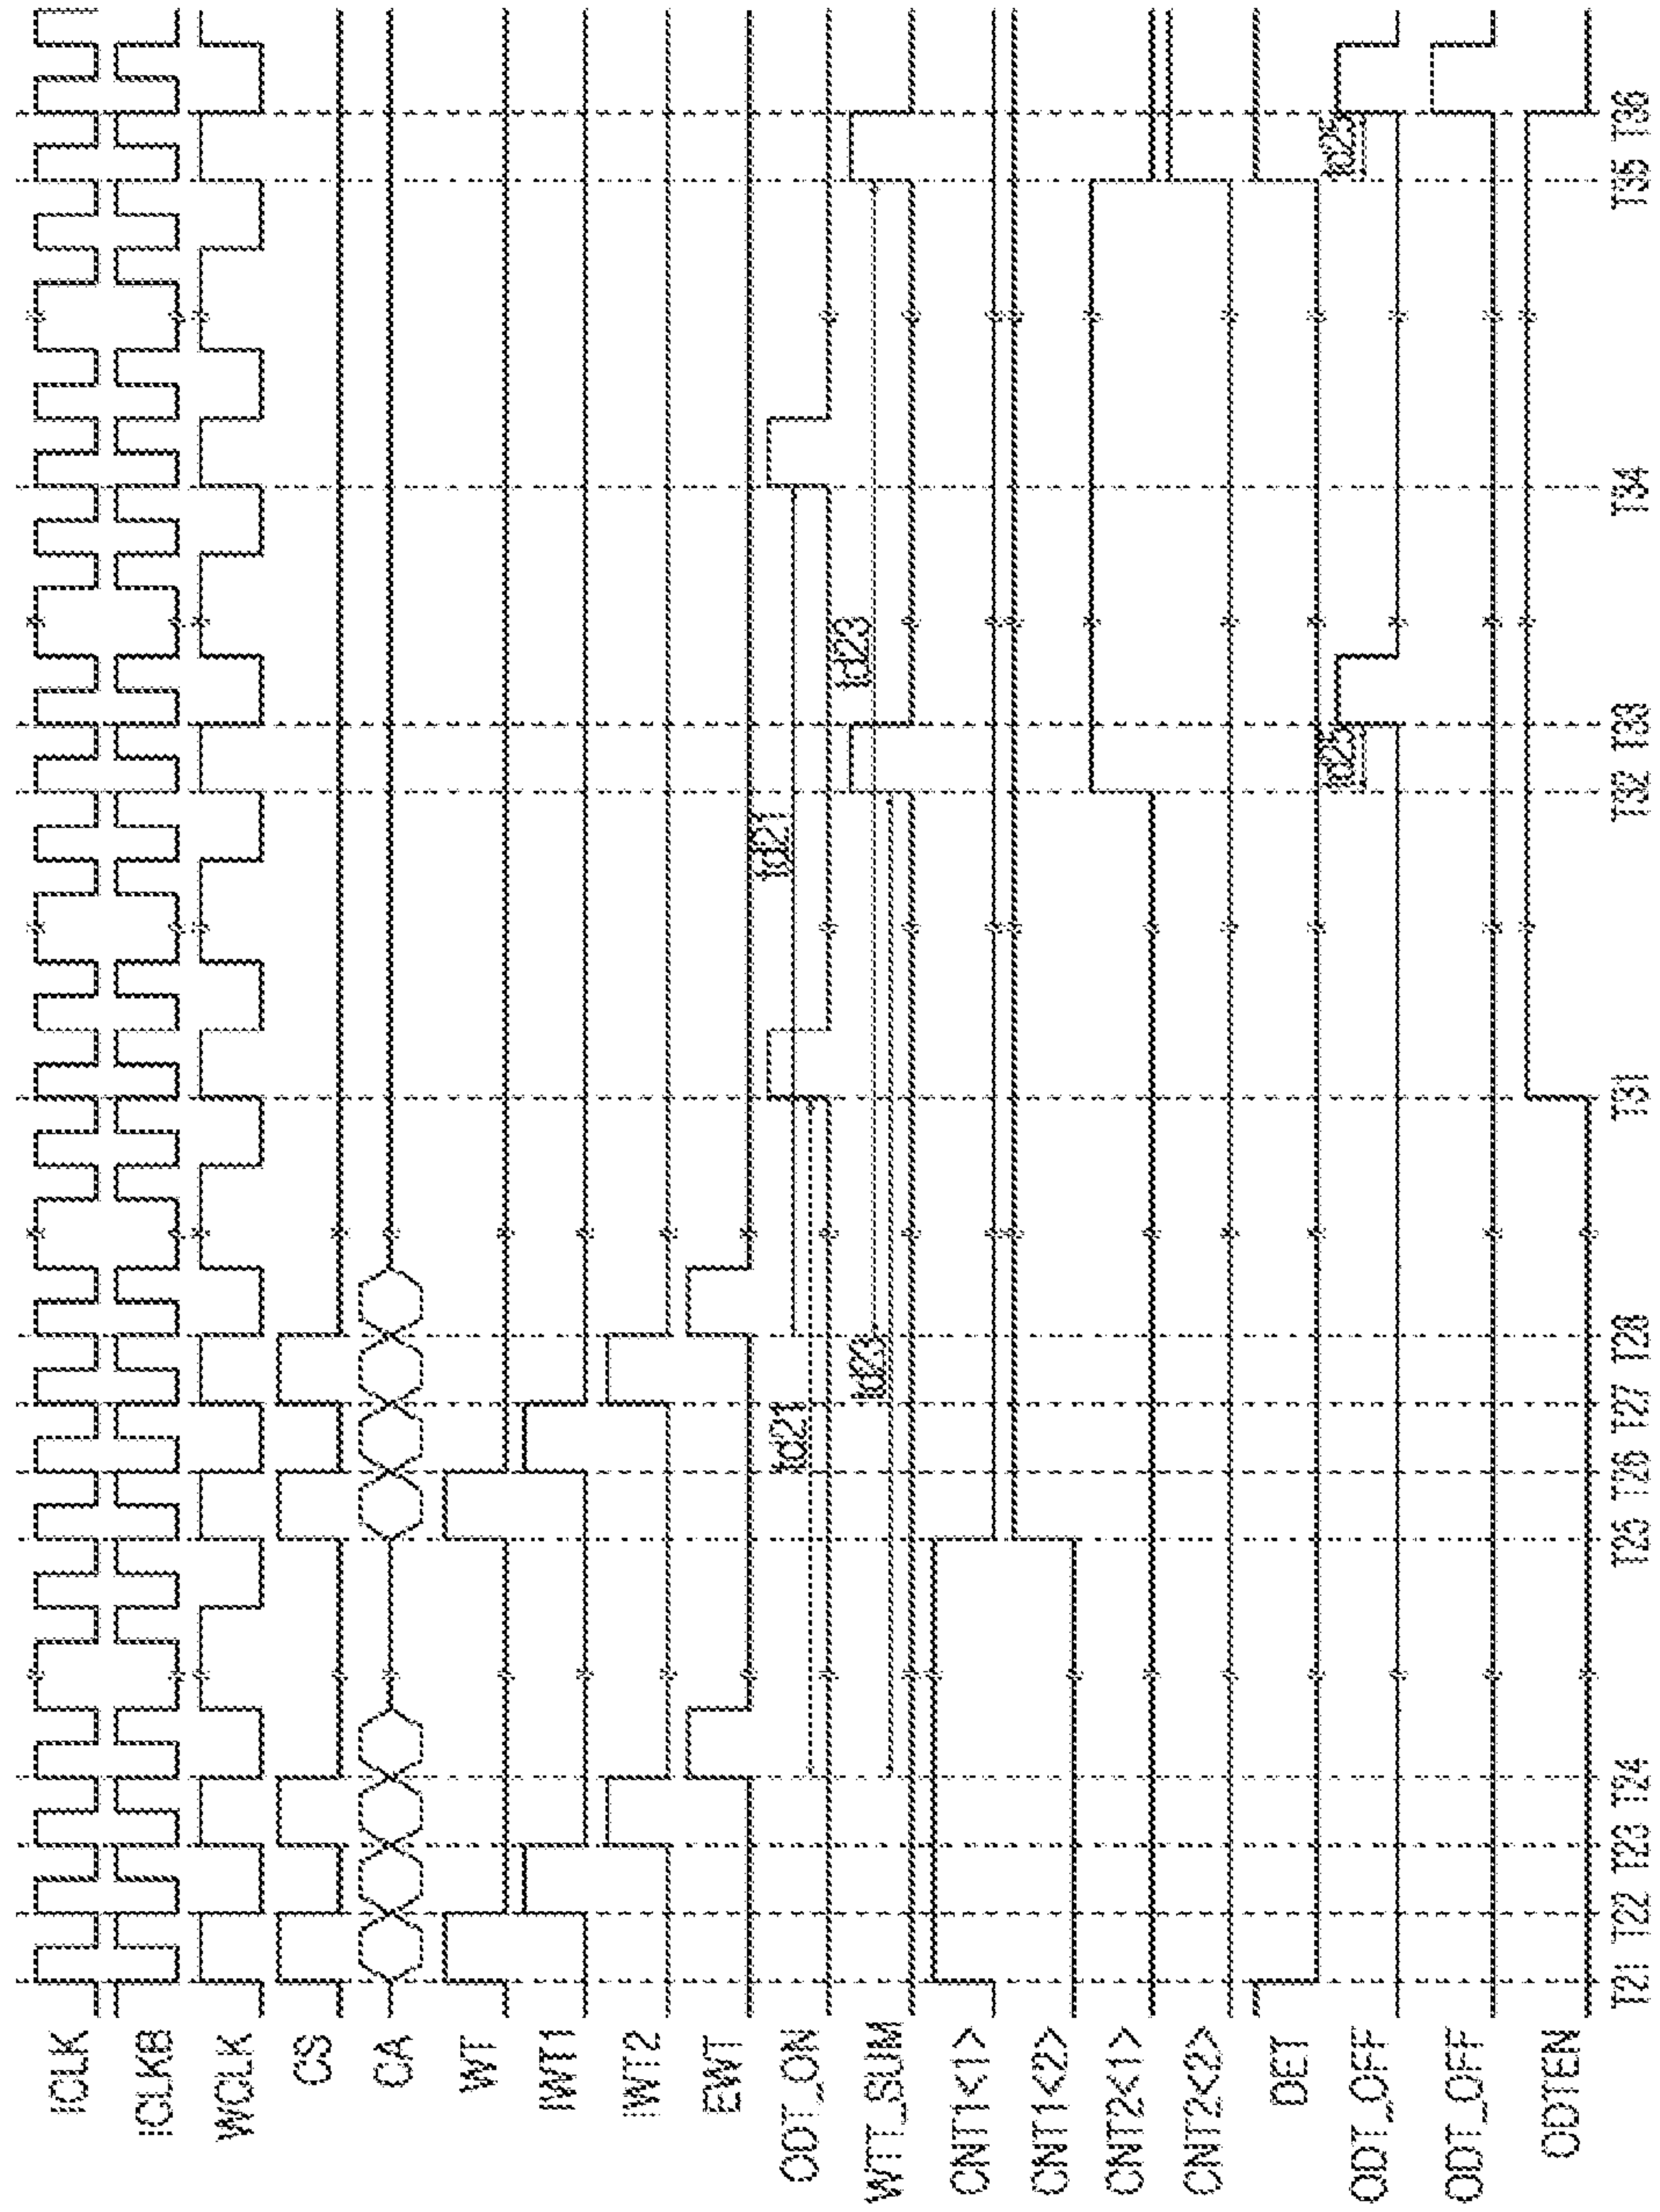 ICLK
ICLKB
WCLK
CS
CA
WT
IWT1
IWT2
EWT
ODT_ON
td21
td21
WTT_SUM
td23
td23
CNT1<1>
CNT1<2>
CNT2<1>
CNT2<2>
DET
ODT_OFF
td25
td25
ODT_OFF
ODTEN
T21 T22 T23 T24 T25 T26 T27 T28 T31 T32 T33 T34 T35 T36